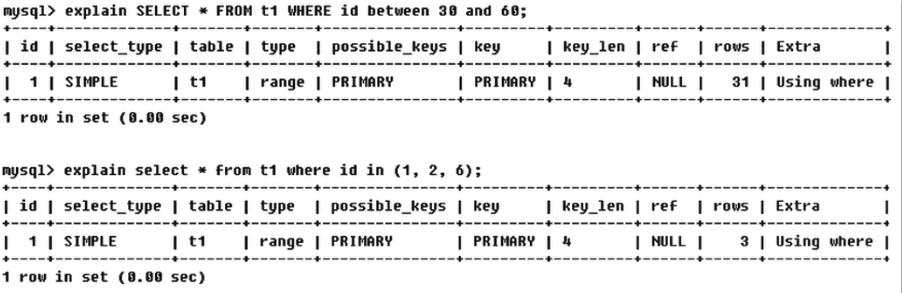 mysql> explain SELECT * FROM t1 WHERE id between 30 and 60;
+----+-------------+-------+-------+---------------+---------+---------+------+------+-------------+
| id | select_type | table | type  | possible_keys | key     | key_len | ref  | rows | Extra       |
+----+-------------+-------+-------+---------------+---------+---------+------+------+-------------+
|  1 | SIMPLE      | t1    | range | PRIMARY       | PRIMARY | 4       | NULL |   31 | Using where |
+----+-------------+-------+-------+---------------+---------+---------+------+------+-------------+
1 row in set (0.00 sec)
mysql> explain select * from t1 where id in (1, 2, 6);
+----+-------------+-------+-------+---------------+---------+---------+------+------+-------------+
| id | select_type | table | type  | possible_keys | key     | key_len | ref  | rows | Extra       |
+----+-------------+-------+-------+---------------+---------+---------+------+------+-------------+
|  1 | SIMPLE      | t1    | range | PRIMARY       | PRIMARY | 4       | NULL |    3 | Using where |
+----+-------------+-------+-------+---------------+---------+---------+------+------+-------------+
1 row in set (0.00 sec)